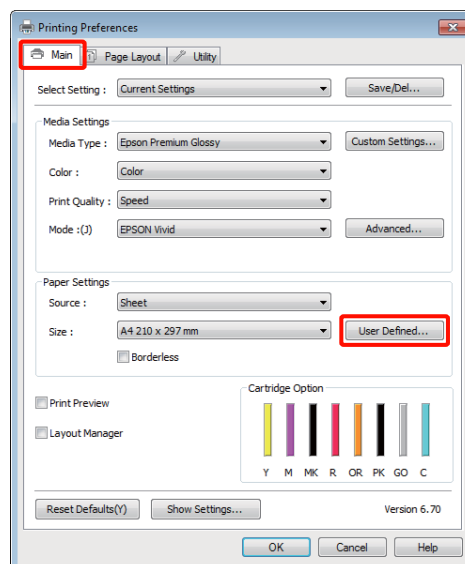 Printing Preferences
Main Page Layout Utility
Select Setting : Current Settings Save/Del...
Media Settings
Media Type : Epson Premium Glossy Custom Settings...
Color : Color
Print Quality : Speed
Mode :(J) EPSON Vivid Advanced...
Paper Settings
Source : Sheet
Size : A4 210 x 297 mm User Defined...
Borderless
Cartridge Option
Print Preview
Layout Manager
Y M MK R OR PK GO C
Reset Defaults(Y) Show Settings... Version 6.70
OK Cancel Help